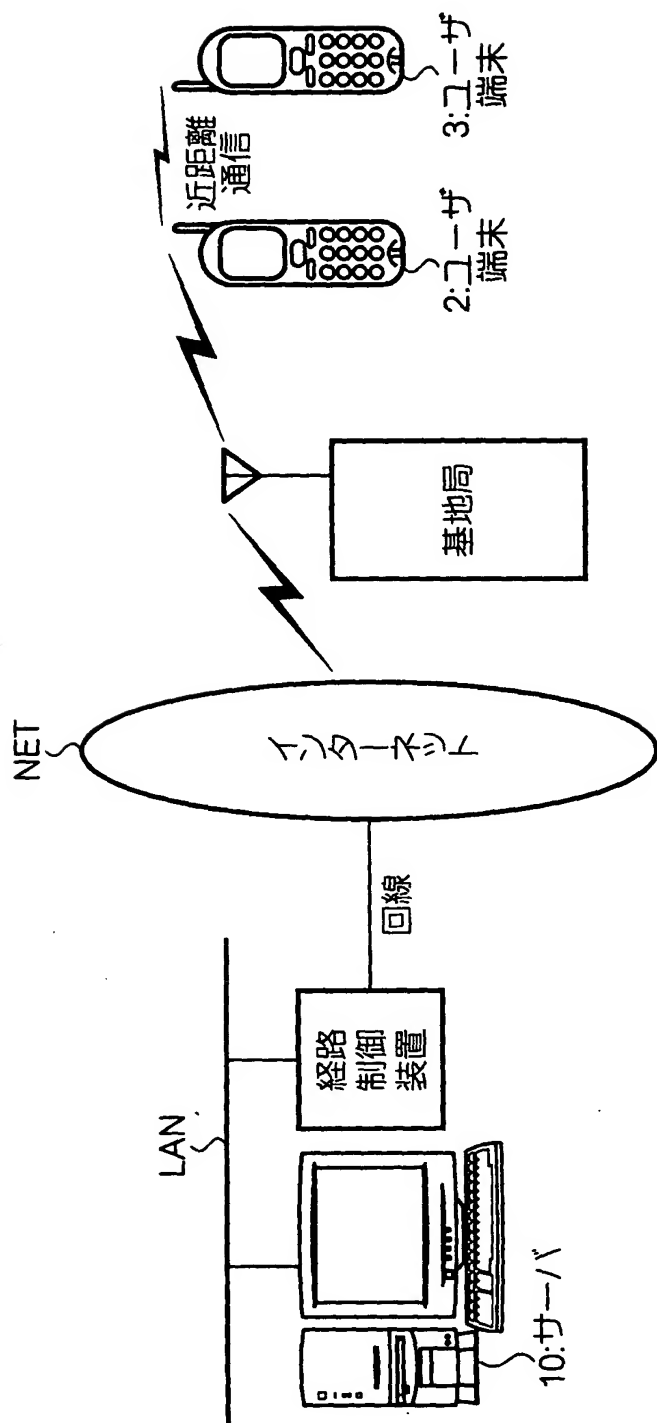 LAN
NET
10:サーバ
経路
制御
装置
回線
インターネット
基地局
近距離
通信
2:ユーザ
端末
3:ユーザ
端末